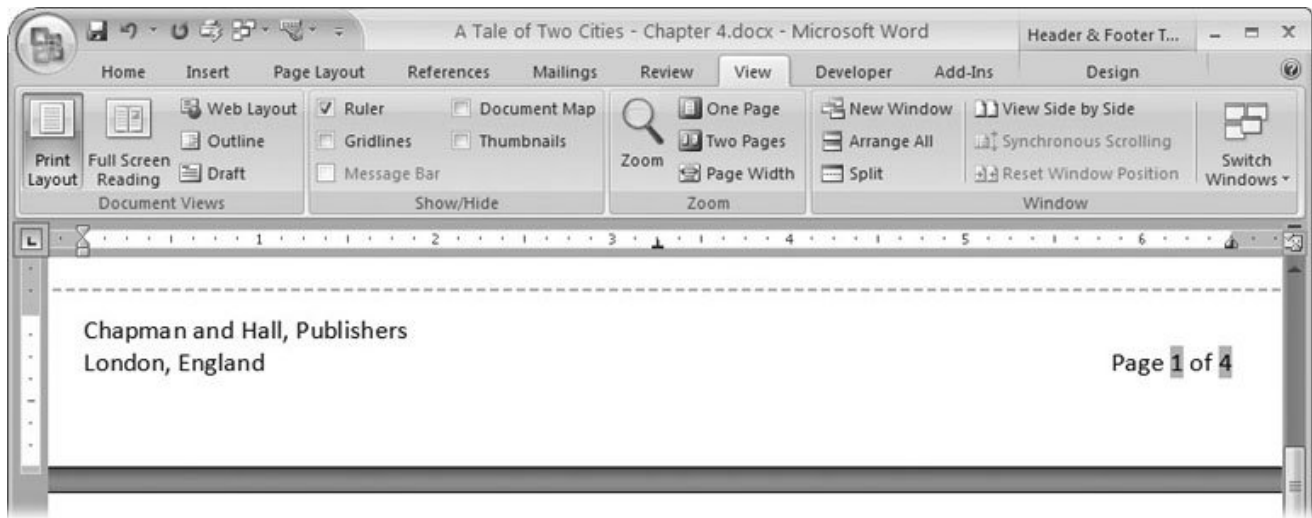 A Tale of Two Cities - Chapter 4.docx - Microsoft Word
Header & Footer T...
Home Insert Page Layout References Mailings Review View Developer Add-Ins Design
Print Layout
Full Screen Reading
Web Layout
Outline
Draft
Document Views
Ruler
Gridlines
Message Bar
Document Map
Thumbnails
Show/Hide
Zoom
One Page
Two Pages
Page Width
Zoom
New Window
Arrange All
Split
View Side by Side
Synchronous Scrolling
Reset Window Position
Switch Windows
Window
1 2 3 4 5 6
Chapman and Hall, Publishers
London, England
Page 1 of 4